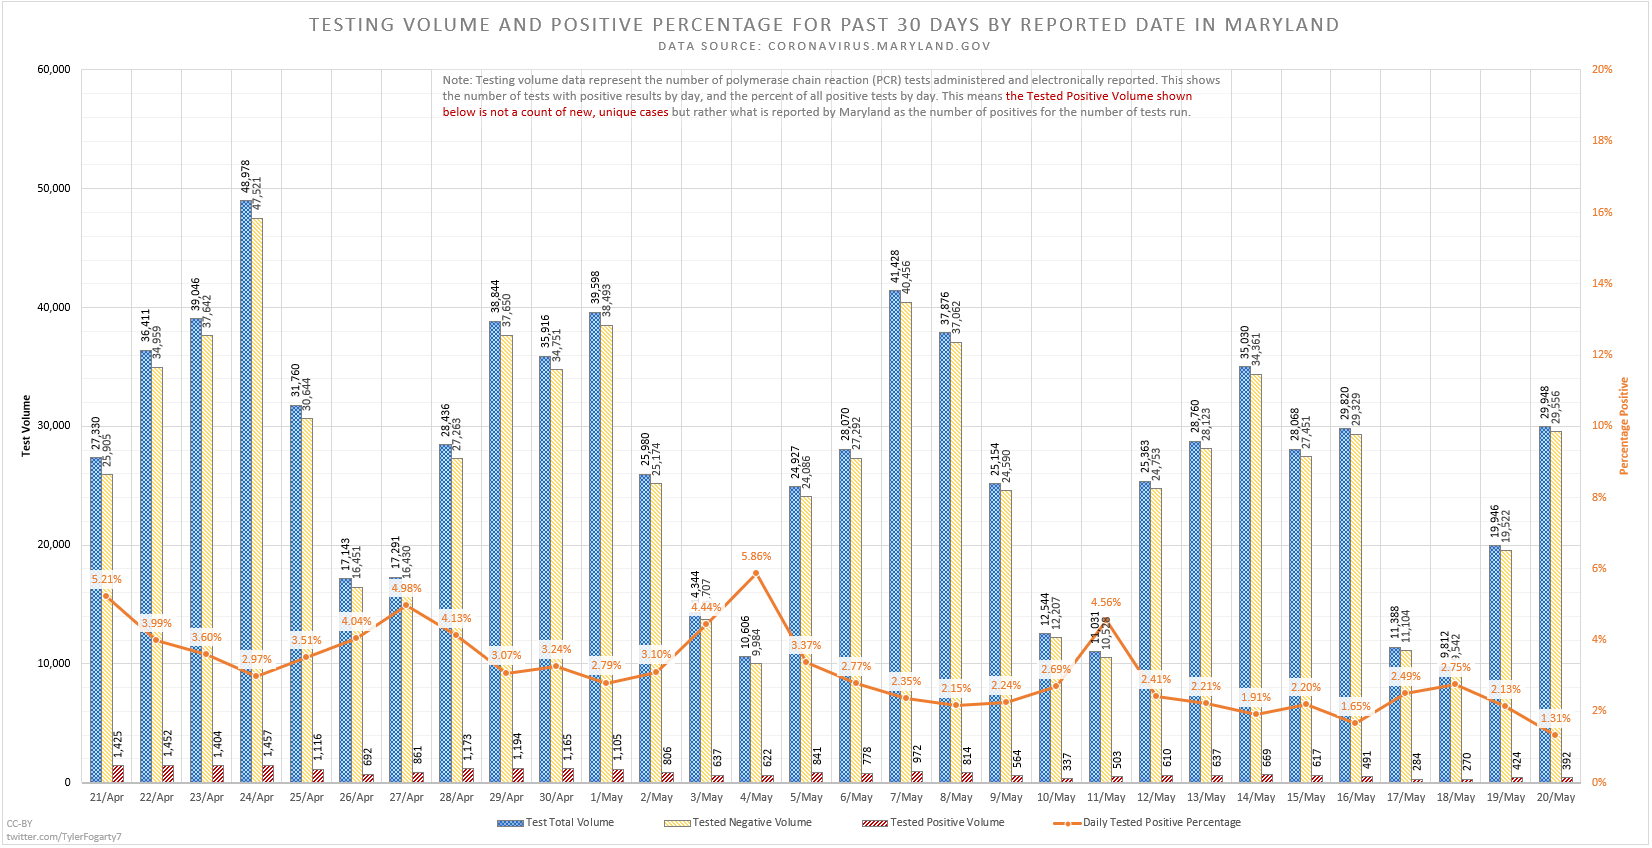 TESTING VOLUME AND POSITIVE PERCENTAGE FOR PAST 30 DAYS BY REPORTED DATE IN MARYLAND
DATA SOURCE: CORONAVIRUS.MARYLAND.GOV
Note: Testing volume data represent the number of polymerase chain reaction (PCR) tests administered and electronically reported. This shows
the number of tests with positive results by day, and the percent of all positive tests by day. This means the Tested Positive Volume shown
below is not a count of new, unique cases but rather what is reported by Maryland as the number of positives for the number of tests run.
Test Volume
60,000
50,000
40,000
30,000
20,000
10,000
0
Percentage Positive
20%
18%
16%
14%
12%
10%
8%
6%
4%
2%
0%
27,330 25,905 5.21% 1,425
36,411 34,959 3.99% 1,452
39,046 37,642 3.60% 1,404
48,978 47,521 2.97% 1,457
31,760 30,644 3.51% 1,116
17,143 16,451 4.04% 692
17,291 16,430 4.98% 861
28,436 27,263 4.13% 1,173
38,844 37,650 3.07% 1,194
35,916 34,751 3.24% 1,165
39,598 38,493 2.79% 1,105
25,980 25,174 3.10% 806
4,344 ,707 4.44% 637
10,606 9,984 5.86% 622
24,927 24,086 3.37% 841
28,070 27,292 2.77% 778
41,428 40,456 2.35% 972
37,876 37,062 2.15% 814
25,154 24,590 2.24% 564
12,544 12,207 2.69% 337
11,031 10,528 4.56% 503
25,363 24,753 2.41% 610
28,760 28,123 2.21% 637
35,030 34,361 1.91% 669
28,068 27,451 2.20% 617
29,820 29,329 1.65% 491
11,388 11,104 2.49% 284
9,812 9,542 2.75% 270
19,946 19,522 2.13% 424
29,948 29,556 1.31% 392
21/Apr 22/Apr 23/Apr 24/Apr 25/Apr 26/Apr 27/Apr 28/Apr 29/Apr 30/Apr 1/May 2/May 3/May 4/May 5/May 6/May 7/May 8/May 9/May 10/May 11/May 12/May 13/May 14/May 15/May 16/May 17/May 18/May 19/May 20/May
Test Total Volume Tested Negative Volume Tested Positive Volume Daily Tested Positive Percentage
CC-BY
twitter.com/TylerFogarty7